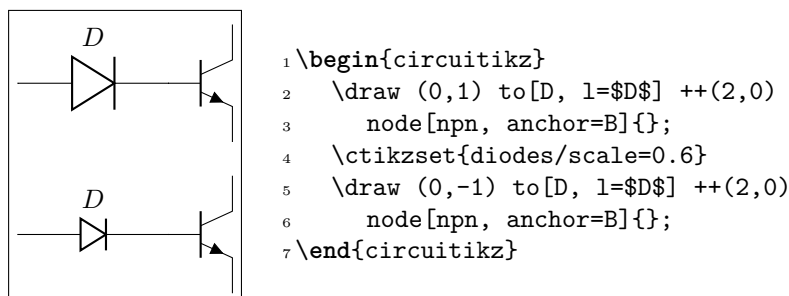 D
D
1 \begin{circuitikz}
2 \draw (0,1) to[D, l=$D$] ++(2,0)
3 node[npn, anchor=B]{};
4 \ctikzset{diodes/scale=0.6}
5 \draw (0,-1) to[D, l=$D$] ++(2,0)
6 node[npn, anchor=B]{};
7 \end{circuitikz}